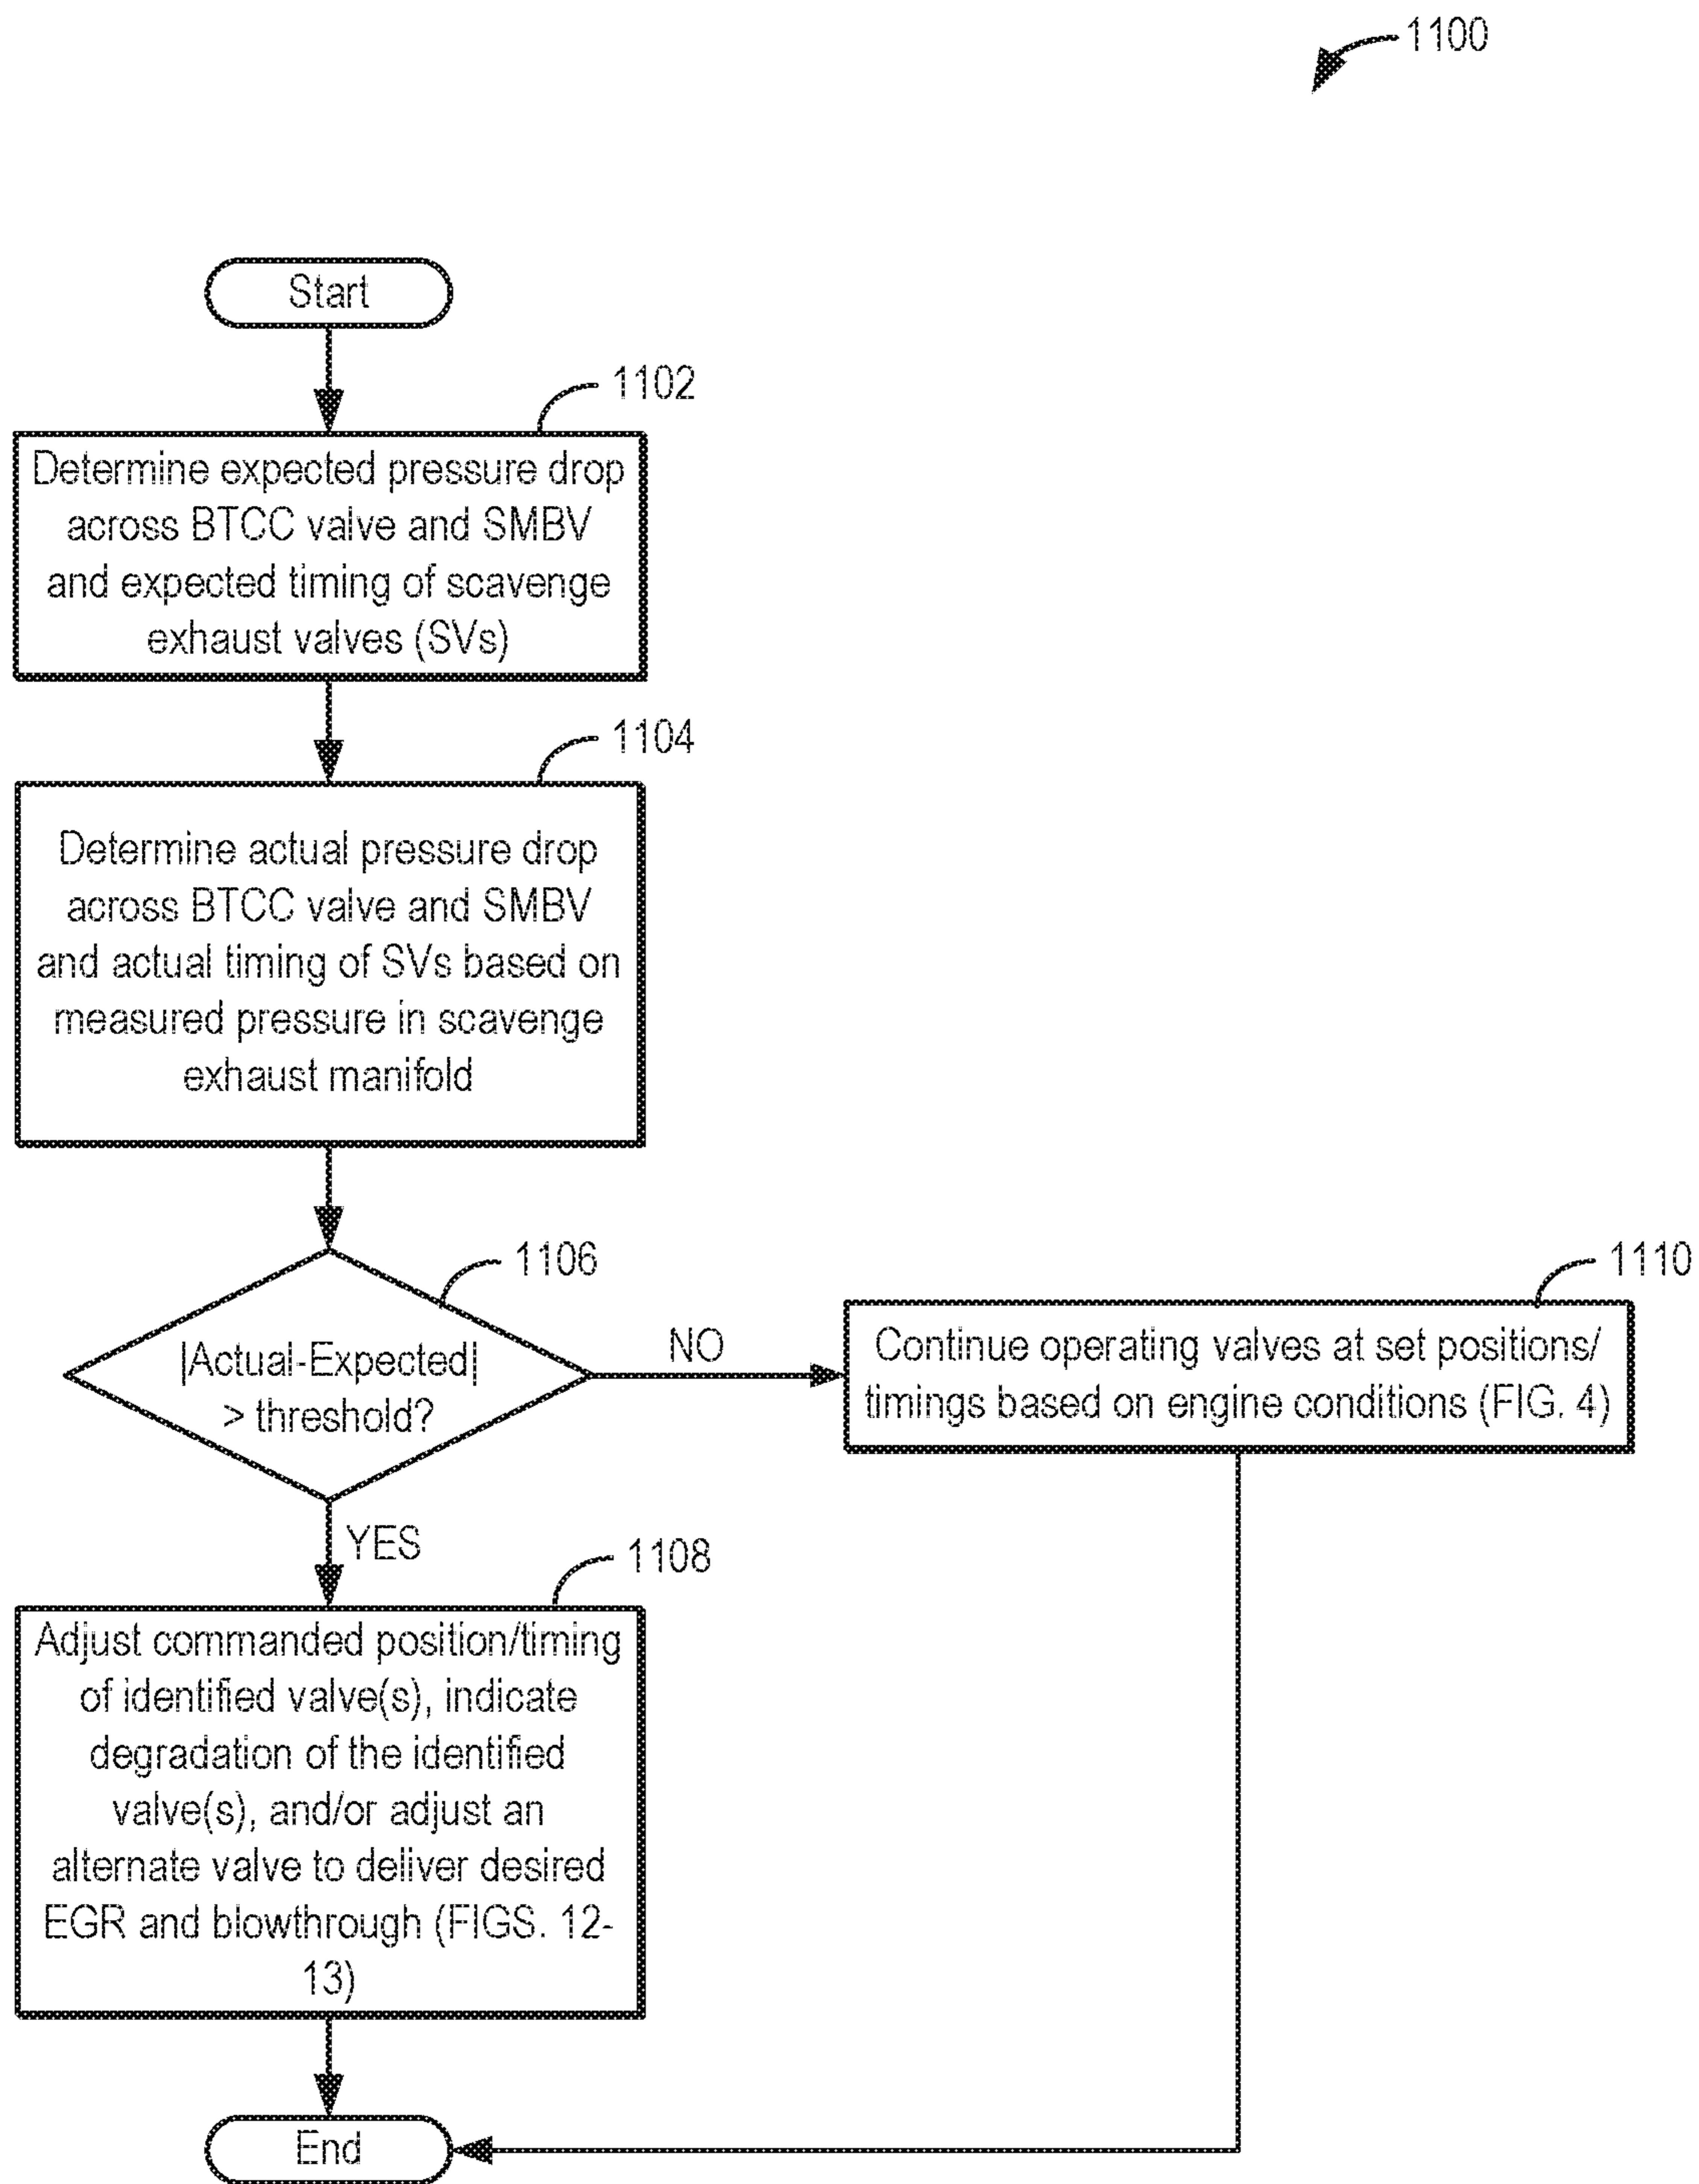 1100
Start
1102
Determine expected pressure drop
across BTCC valve and SMBV
and expected timing of scavenge
exhaust valves (SVs)
1104
Determine actual pressure drop
across BTCC valve and SMBV
and actual timing of SVs based on
measured pressure in scavenge
exhaust manifold
1106
|Actual-Expected|
> threshold?
NO
1110
Continue operating valves at set positions/
timings based on engine conditions (FIG. 4)
YES
1108
Adjust commanded position/timing
of identified valve(s), indicate
degradation of the identified
valve(s), and/or adjust an
alternate valve to deliver desired
EGR and blowthrough (FIGS. 12-
13)
End